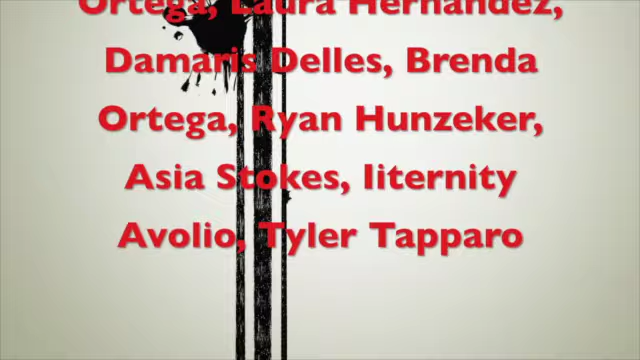 Ortega, Laura Hernandez,
Damaris Delles, Brenda
Ortega, Ryan Hunzeker,
Asia Stokes, Iiternity
Avolio, Tyler Tapparo